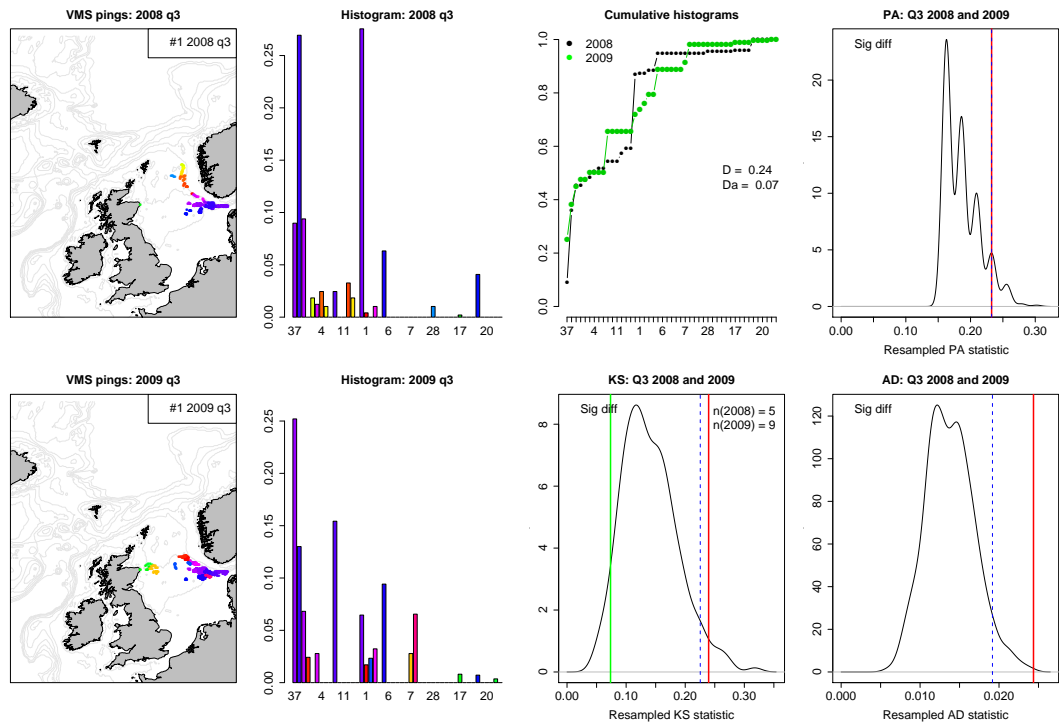 VMS pings: 2008 q3
#1 2008 q3
Histogram: 2008 q3
0.00 0.05 0.10 0.15 0.20 0.25
37 4 11 1 6 7 28 17 20
Cumulative histograms
2008
2009
D = 0.24
Da = 0.07
0.0 0.2 0.4 0.6 0.8 1.0
37 4 11 1 6 7 28 17 20
PA: Q3 2008 and 2009
Sig diff
0 5 10 15 20
0.00 0.10 0.20 0.30
Resampled PA statistic
VMS pings: 2009 q3
#1 2009 q3
Histogram: 2009 q3
0.00 0.05 0.10 0.15 0.20 0.25
37 4 11 1 6 7 28 17 20
KS: Q3 2008 and 2009
Sig diff
n(2008) = 5
n(2009) = 9
0 2 4 6 8
0.00 0.10 0.20 0.30
Resampled KS statistic
AD: Q3 2008 and 2009
Sig diff
0 20 40 60 80 100 120
0.000 0.010 0.020
Resampled AD statistic